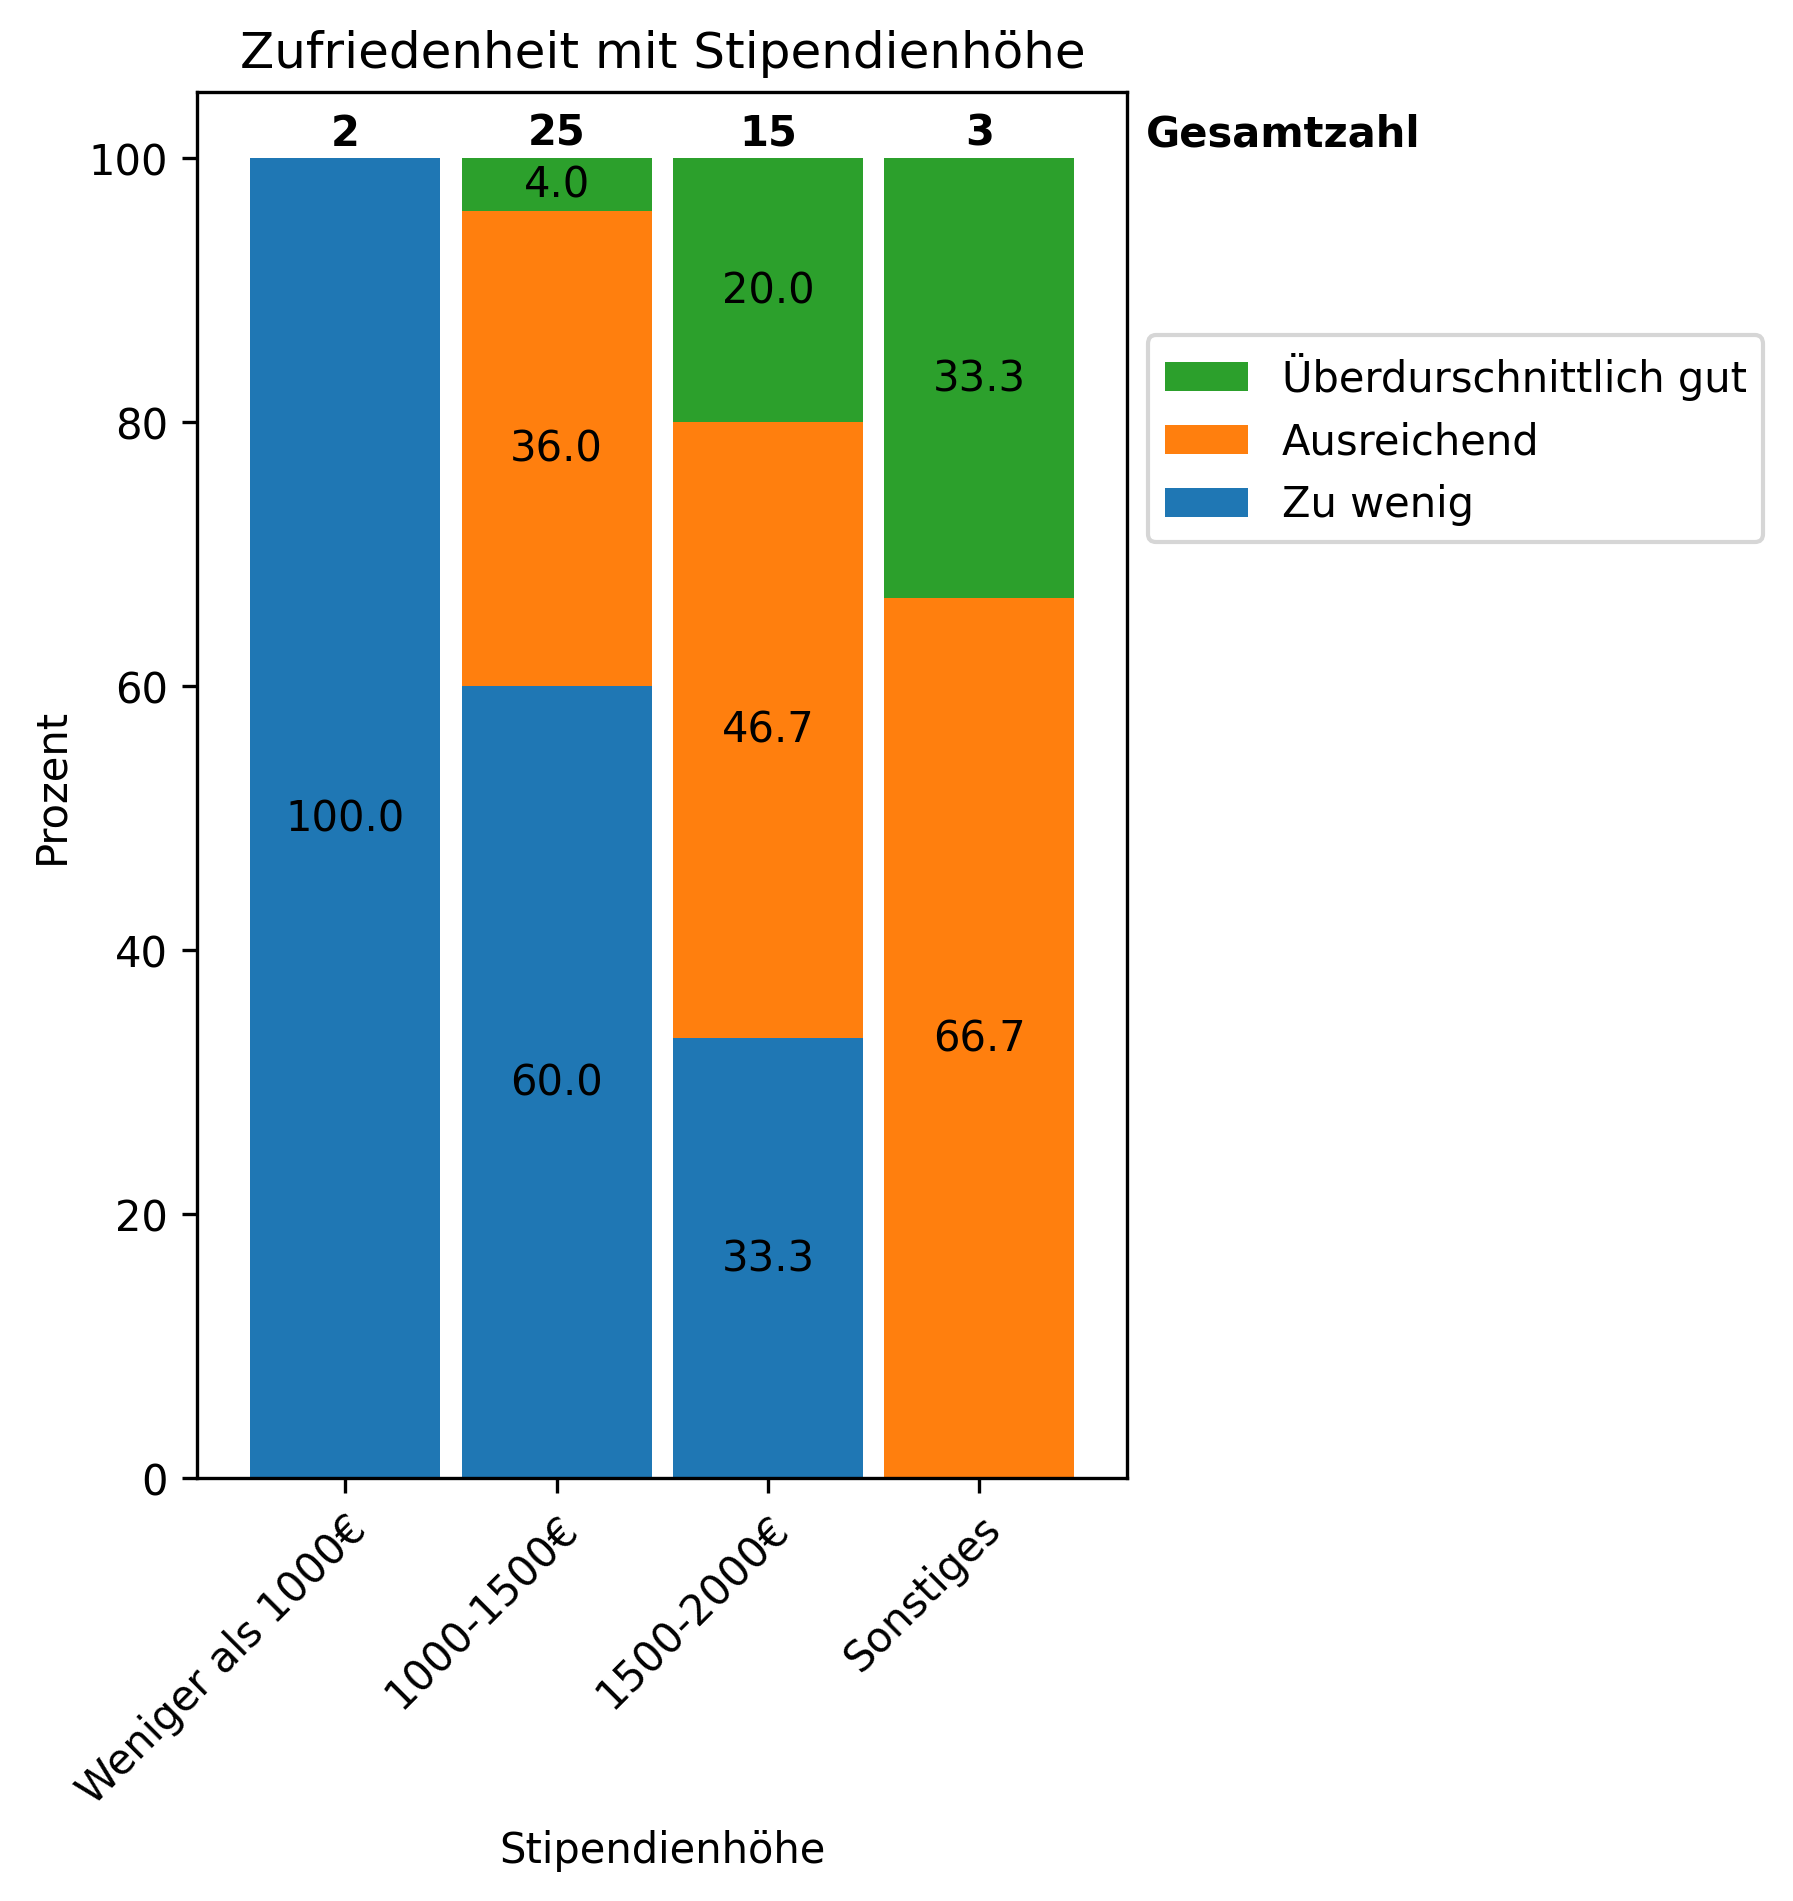 Zufriedenheit mit Stipendienhöhe
2 25 15 3 Gesamtzahl
100
80
60
40
20
0
Prozent
4.0
20.0
33.3
36.0
46.7
100.0
66.7
60.0
33.3
Überdurschnittlich gut
Ausreichend
Zu wenig
Weniger als 1000€
1000-1500€
1500-2000€
Sonstiges
Stipendienhöhe